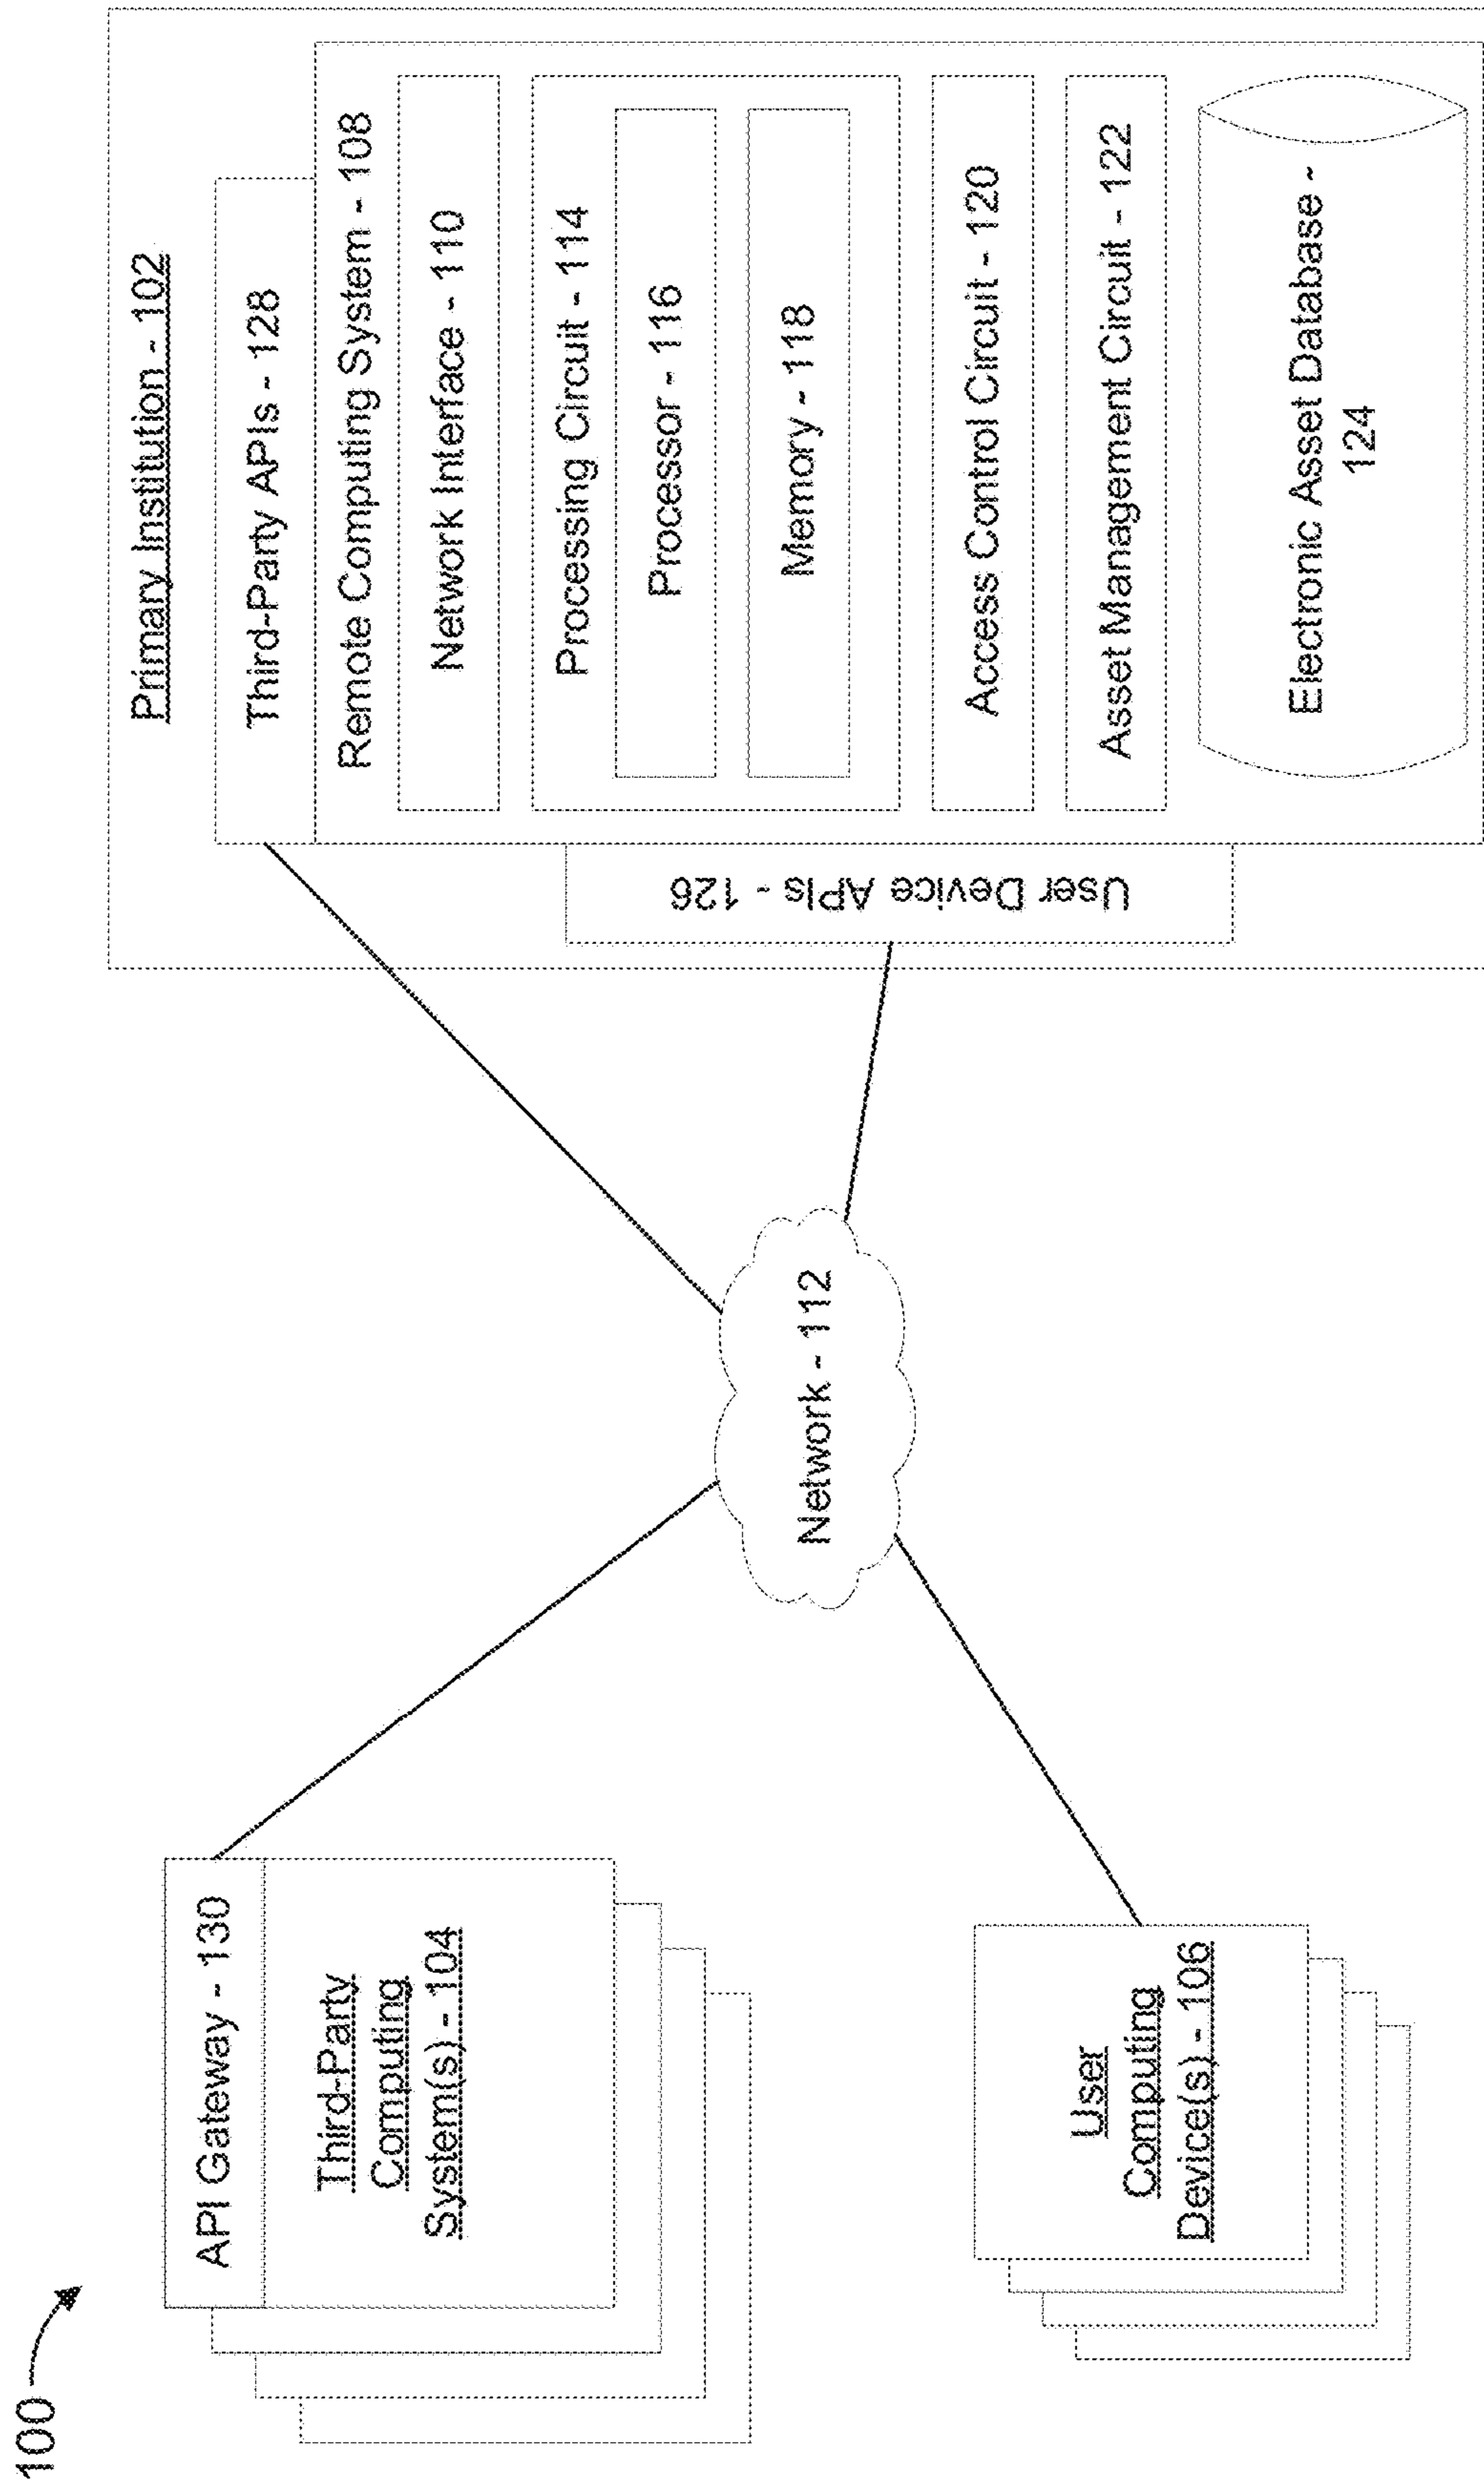 100
API Gateway - 130
Third-Party
Computing
System(s) - 104
User
Computing
Device(s) - 106
Network - 112
Primary Institution - 102
Third-Party APIs - 128
Remote Computing System - 108
Network Interface - 110
Processing Circuit - 114
Processor - 116
Memory - 118
Access Control Circuit - 120
Asset Management Circuit - 122
Electronic Asset Database -
124
User Device APIs - 126